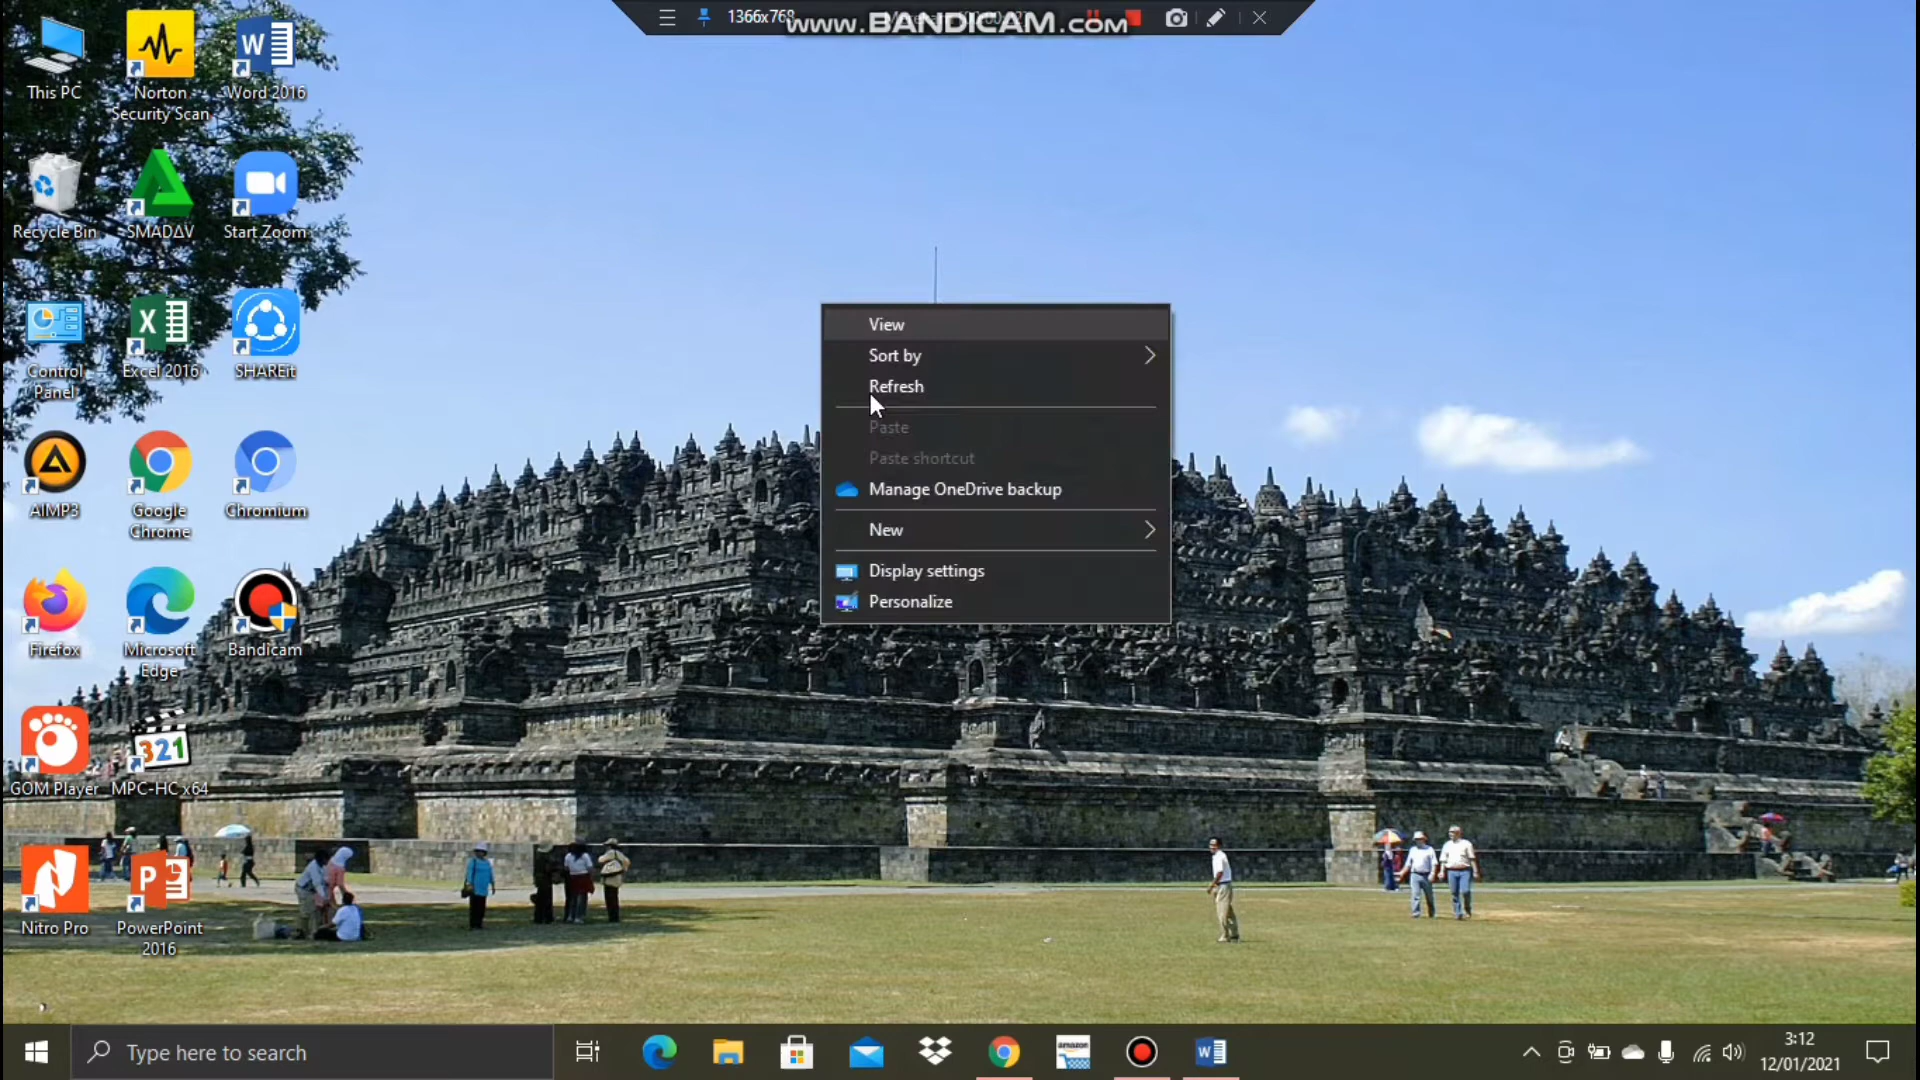 1366x768
www.BANDICAM.com
This PC
Norton
Security Scan
Word 2016
Recycle Bin
SMADΔV
Start Zoom
Control
Panel
Excel 2016
SHAREit
AIMP3
Google
Chrome
Chromium
Firefox
Microsoft
Edge
Bandicam
GOM Player
321
MPC-HC x64
Nitro Pro
PowerPoint
2016
View
Sort by
Refresh
Paste
Paste shortcut
Manage OneDrive backup
New
Display settings
Personalize
Type here to search
amazon
3:12
12/01/2021